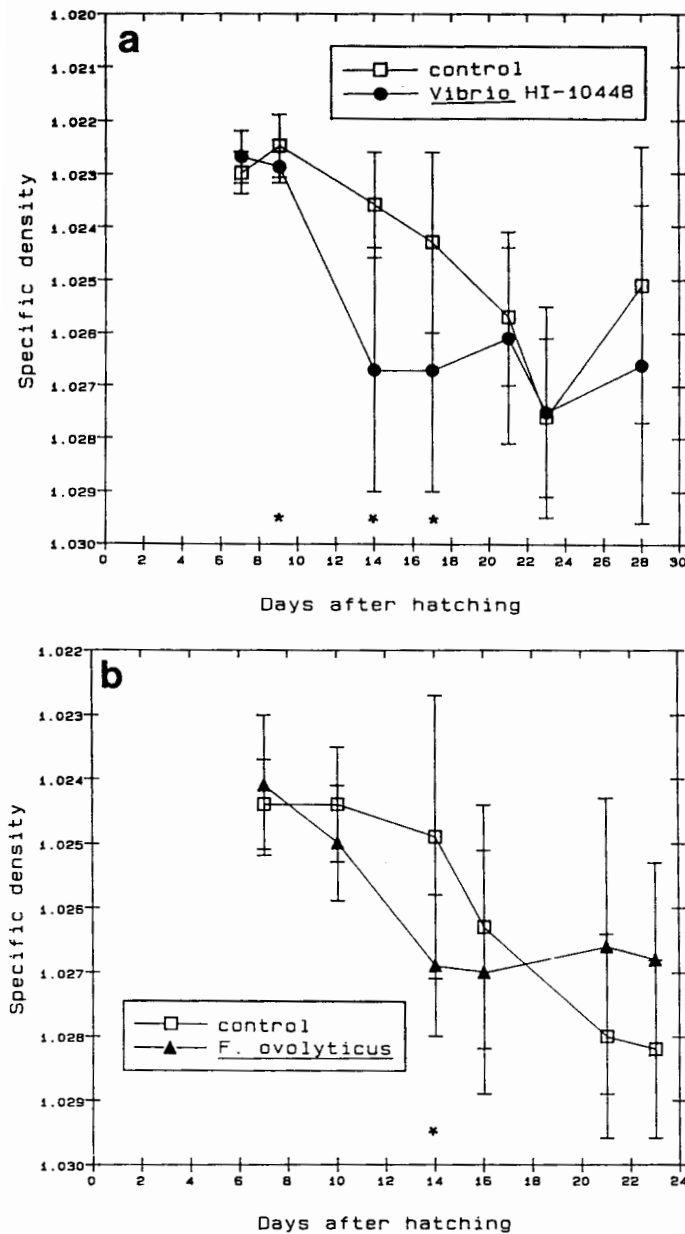 a
1.020
1.021
1.022
1.023
1.024
1.025
1.026
1.027
1.028
1.029
1.030
Specific density
control
Vibrio HI-10448
* * *
0 2 4 6 8 10 12 14 16 18 20 22 24 26 28 30
Days after hatching
b
1.022
1.023
1.024
1.025
1.026
1.027
1.028
1.029
1.030
Specific density
control
F. ovolyticus
*
0 2 4 6 8 10 12 14 16 18 20 22 24
Days after hatching